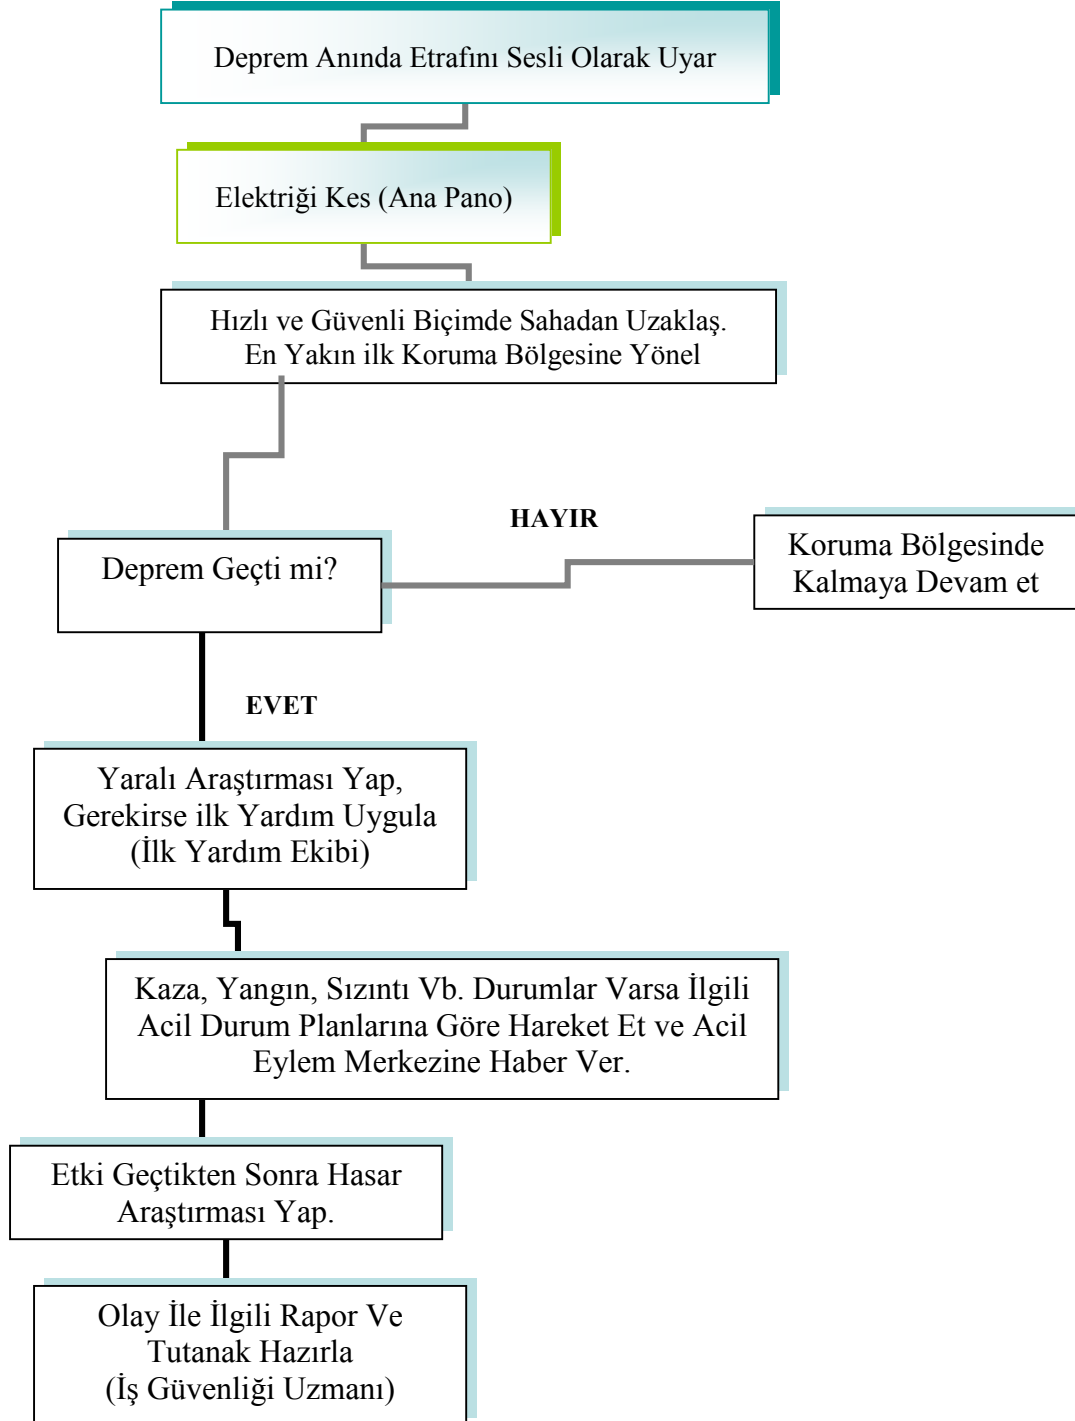 Deprem Anında Etrafını Sesli Olarak Uyar
Elektriği Kes (Ana Pano)
Hızlı ve Güvenli Biçimde Sahadan Uzaklaş.
En Yakın ilk Koruma Bölgesine Yönel
HAYIR
Koruma Bölgesinde
Kalmaya Devam et
Deprem Geçti mi?
EVET
Yaralı Araştırması Yap,
Gerekirse ilk Yardım Uygula
(İlk Yardım Ekibi)
Kaza, Yangın, Sızıntı Vb. Durumlar Varsa İlgili
Acil Durum Planlarına Göre Hareket Et ve Acil
Eylem Merkezine Haber Ver.
Etki Geçtikten Sonra Hasar
Araştırması Yap.
Olay İle İlgili Rapor Ve
Tutanak Hazırla
(İş Güvenliği Uzmanı)